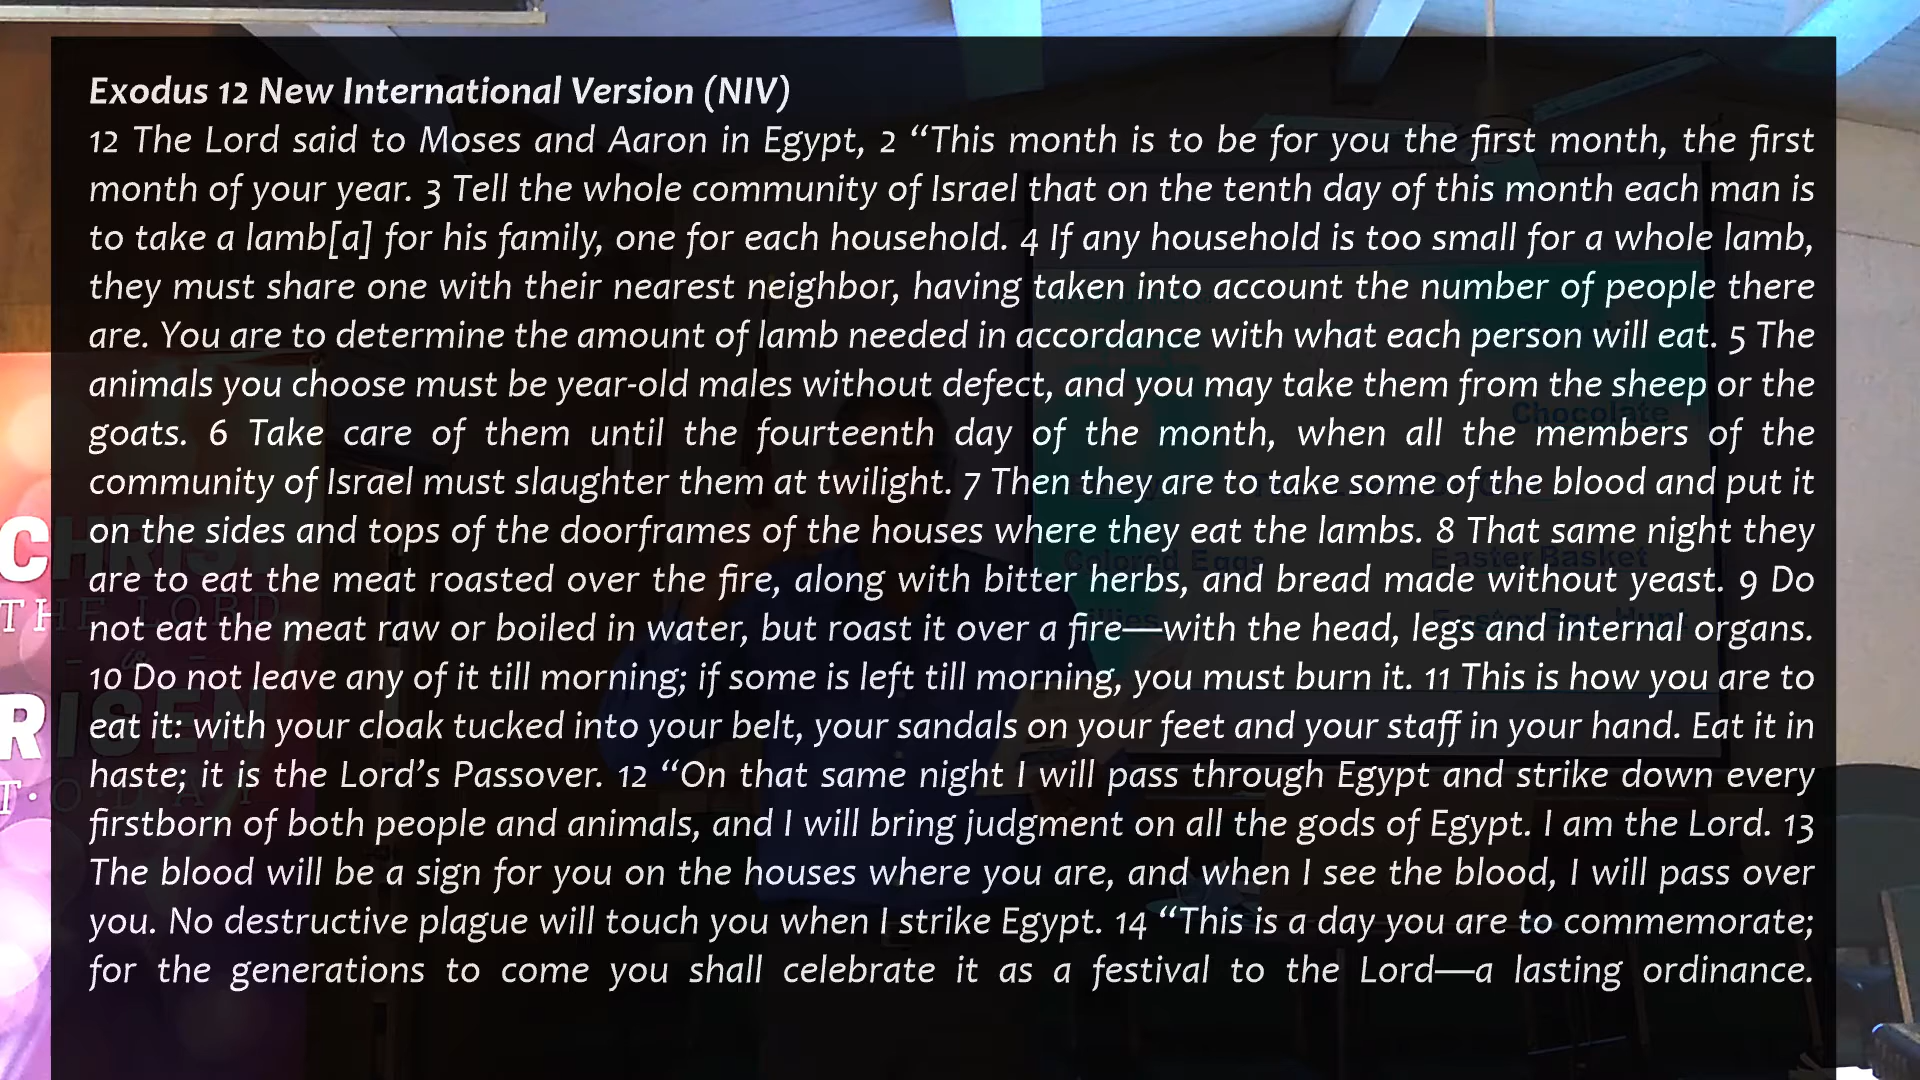 Exodus 12 New International Version (NIV)
12 The Lord said to Moses and Aaron in Egypt, 2 “This month is to be for you the first month, the first
month of your year. 3 Tell the whole community of Israel that on the tenth day of this month each man is
to take a lamb[a] for his family, one for each household. 4 If any household is too small for a whole lamb,
they must share one with their nearest neighbor, having taken into account the number of people there
are. You are to determine the amount of lamb needed in accordance with what each person will eat. 5 The
animals you choose must be year-old males without defect, and you may take them from the sheep or the
goats. 6 Take care of them until the fourteenth day of the month, when all the members of the
community of Israel must slaughter them at twilight. 7 Then they are to take some of the blood and put it
on the sides and tops of the doorframes of the houses where they eat the lambs. 8 That same night they
are to eat the meat roasted over the fire, along with bitter herbs, and bread made without yeast. 9 Do
not eat the meat raw or boiled in water, but roast it over a fire—with the head, legs and internal organs.
10 Do not leave any of it till morning; if some is left till morning, you must burn it. 11 This is how you are to
eat it: with your cloak tucked into your belt, your sandals on your feet and your staff in your hand. Eat it in
haste; it is the Lord’s Passover. 12 “On that same night I will pass through Egypt and strike down every
firstborn of both people and animals, and I will bring judgment on all the gods of Egypt. I am the Lord. 13
The blood will be a sign for you on the houses where you are, and when I see the blood, I will pass over
you. No destructive plague will touch you when I strike Egypt. 14 “This is a day you are to commemorate;
for the generations to come you shall celebrate it as a festival to the Lord—a lasting ordinance.
CHRIST
THE LORD
is
RISEN
T·O·D·A·Y
Chocolate
Colored Eggs
Easter Basket
Lilies
Easter Egg Hunt